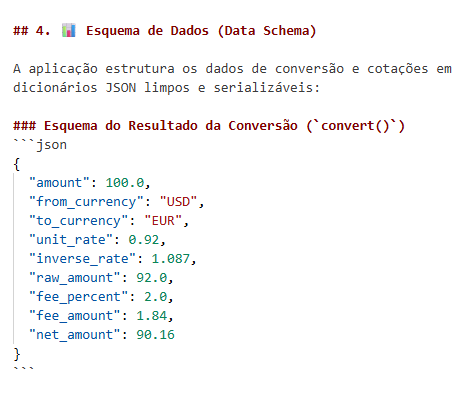 ## 4. 📊 Esquema de Dados (Data Schema)
A aplicação estrutura os dados de conversão e cotações em
dicionários JSON limpos e serializáveis:
### Esquema do Resultado da Conversão (`convert()`)
```json
{
  "amount": 100.0,
  "from_currency": "USD",
  "to_currency": "EUR",
  "unit_rate": 0.92,
  "inverse_rate": 1.087,
  "raw_amount": 92.0,
  "fee_percent": 2.0,
  "fee_amount": 1.84,
  "net_amount": 90.16
}
```